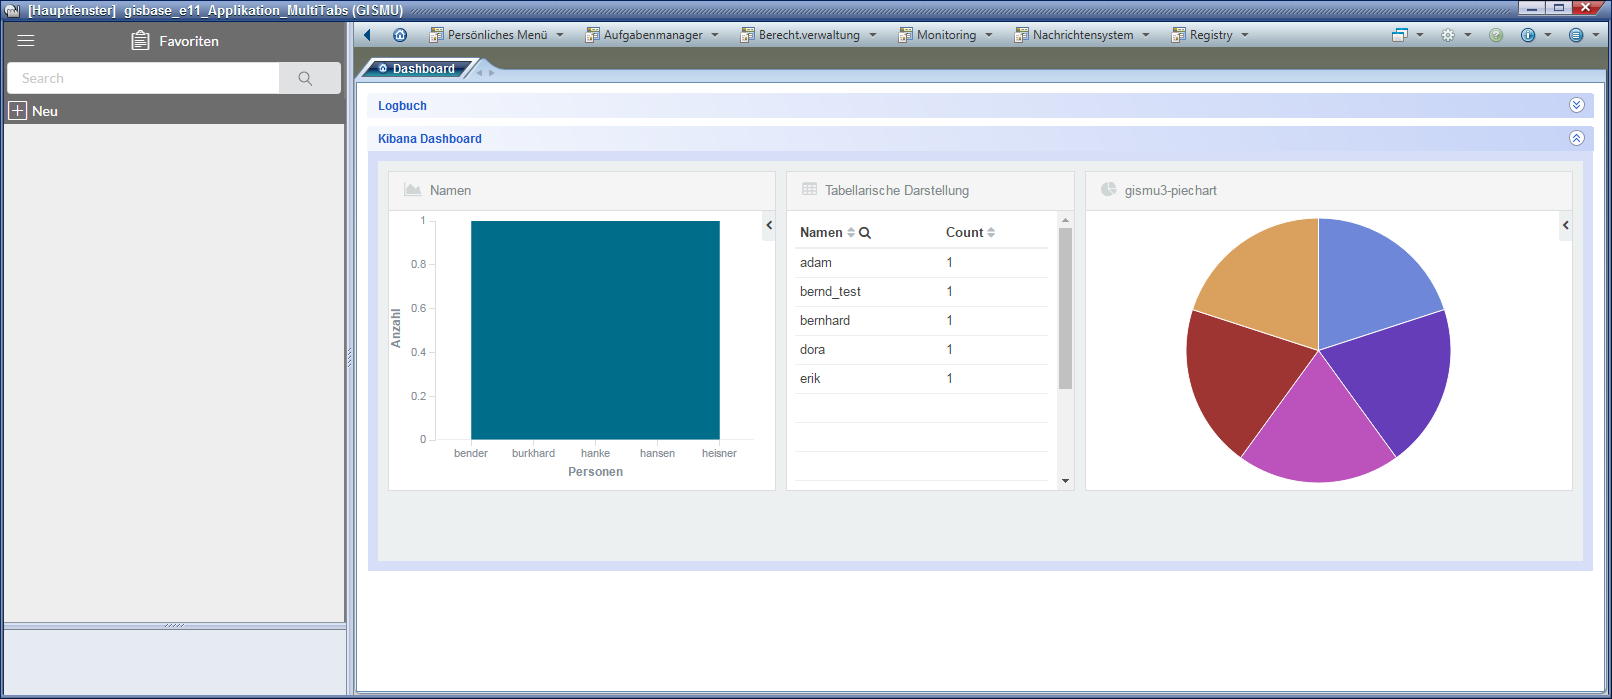 [Hauptfenster] gisbase_e11_Applikation_MultiTabs (GISMU)
Favoriten
Search
Neu
Persönliches Menü
Aufgabenmanager
Berecht.verwaltung
Monitoring
Nachrichtensystem
Registry
Dashboard
Logbuch
Kibana Dashboard
Namen
1
0.8
0.6
0.4
0.2
0
Anzahl
bender burkhard hanke hansen heisner
Personen
Tabellarische Darstellung
Namen Count
adam 1
bernd_test 1
bernhard 1
dora 1
erik 1
gismu3-piechart